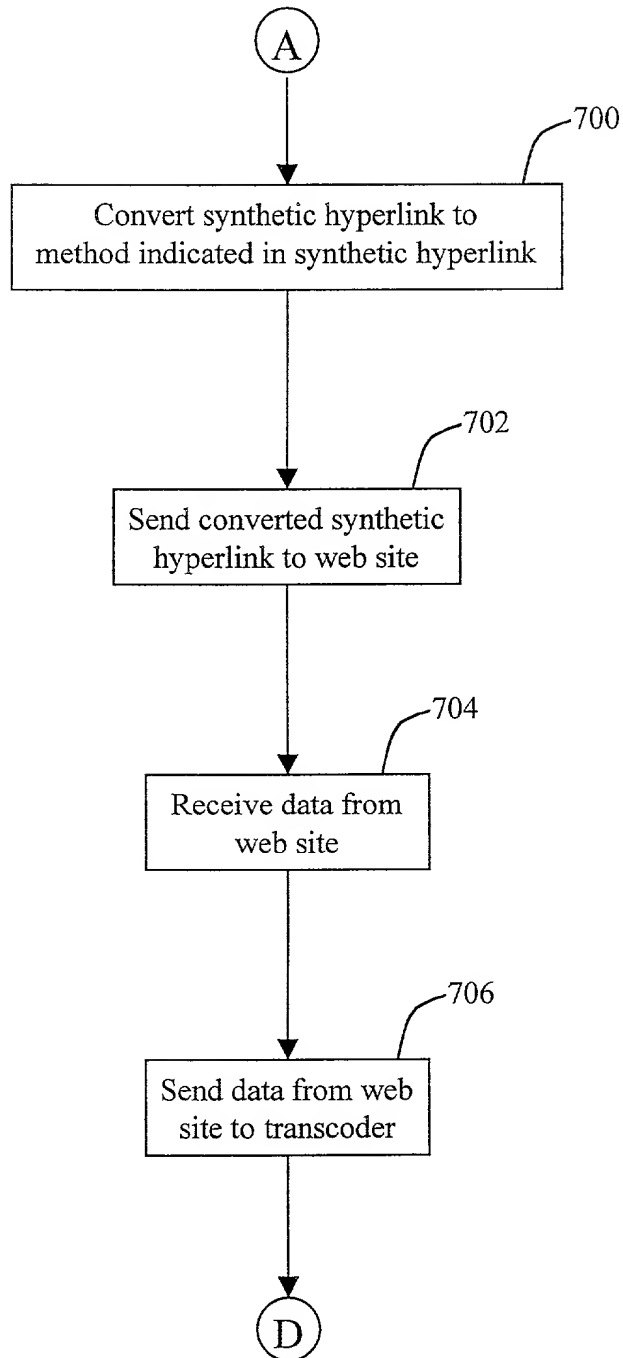 A
700
Convert synthetic hyperlink to
method indicated in synthetic hyperlink
702
Send converted synthetic
hyperlink to web site
704
Receive data from
web site
706
Send data from web
site to transcoder
D